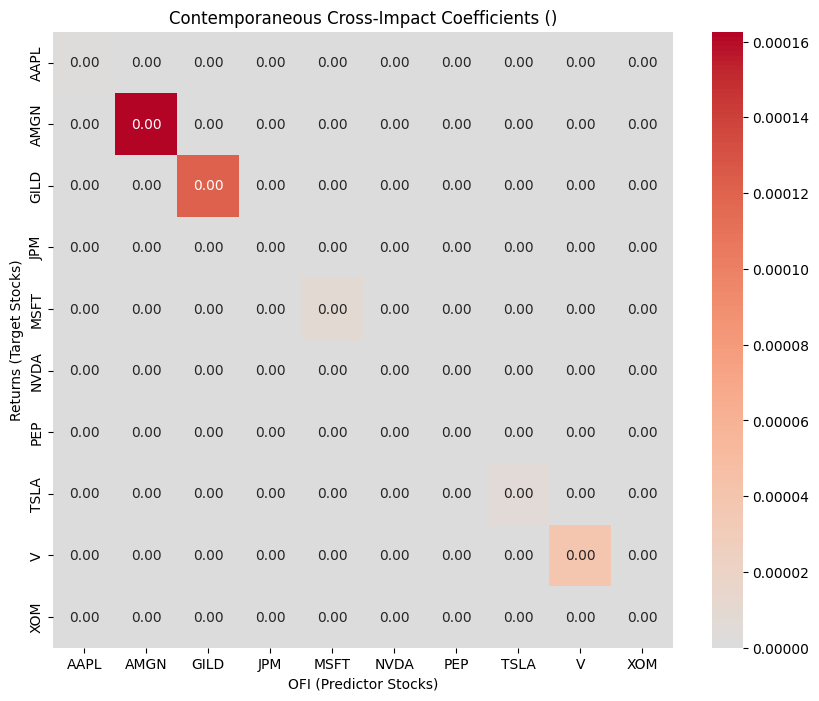 Contemporaneous Cross-Impact Coefficients ()
Returns (Target Stocks)
AAPL 0.00 0.00 0.00 0.00 0.00 0.00 0.00 0.00 0.00 0.00
AMGN 0.00 0.00 0.00 0.00 0.00 0.00 0.00 0.00 0.00 0.00
GILD 0.00 0.00 0.00 0.00 0.00 0.00 0.00 0.00 0.00 0.00
JPM 0.00 0.00 0.00 0.00 0.00 0.00 0.00 0.00 0.00 0.00
MSFT 0.00 0.00 0.00 0.00 0.00 0.00 0.00 0.00 0.00 0.00
NVDA 0.00 0.00 0.00 0.00 0.00 0.00 0.00 0.00 0.00 0.00
PEP 0.00 0.00 0.00 0.00 0.00 0.00 0.00 0.00 0.00 0.00
TSLA 0.00 0.00 0.00 0.00 0.00 0.00 0.00 0.00 0.00 0.00
V 0.00 0.00 0.00 0.00 0.00 0.00 0.00 0.00 0.00 0.00
XOM 0.00 0.00 0.00 0.00 0.00 0.00 0.00 0.00 0.00 0.00
AAPL AMGN GILD JPM MSFT NVDA PEP TSLA V XOM
OFI (Predictor Stocks)
0.00016
0.00014
0.00012
0.00010
0.00008
0.00006
0.00004
0.00002
0.00000